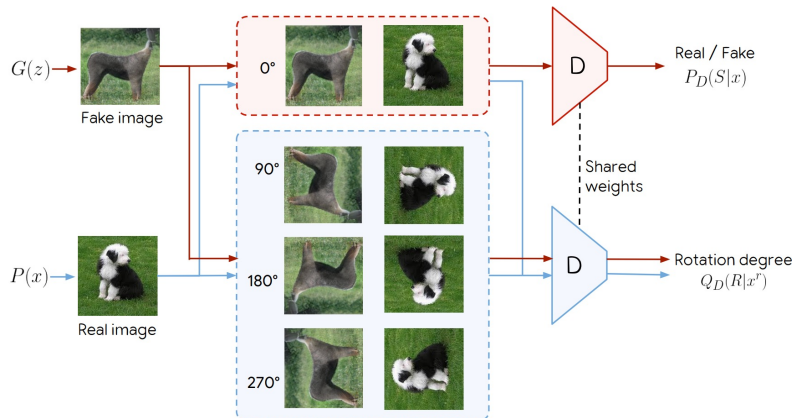 G(z)
Fake image
0°
D
Real / Fake
P_D(S|x)
90°
Shared
weights
P(x)
Real image
180°
D
Rotation degree
Q_D(R|x^r)
270°